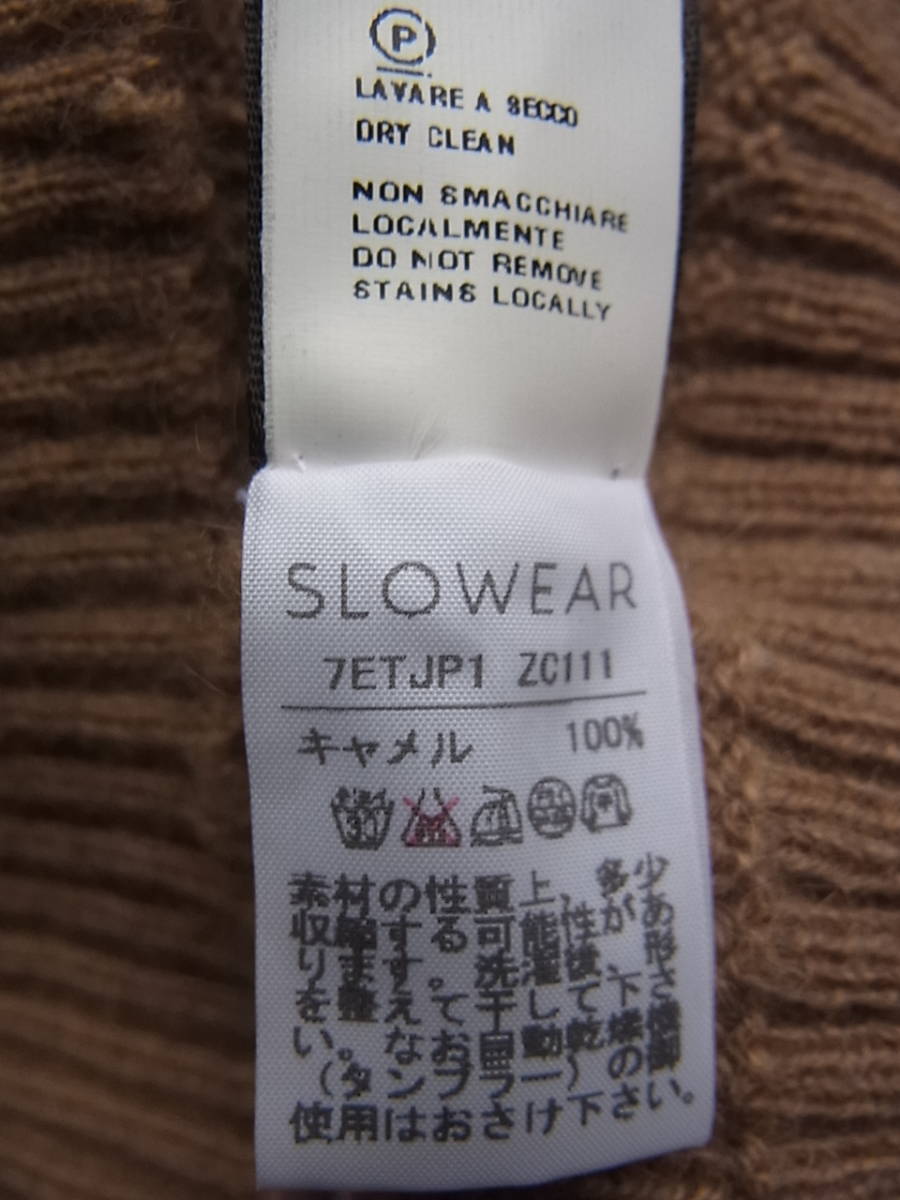 P
LAVARE A SECCO
DRY CLEAN
NON SMACCHIARE
LOCALMENTE
DO NOT REMOVE
STAINS LOCALLY
SLOWEAR
7ETJP1 ZC111
キャメル 100%
30
素材の性質上、多少
収縮する可能性があ
ります。洗濯後、形
を整えて干して下さ
い。なお自動乾燥機
(タンブラー)の御
使用はおさけ下さい。